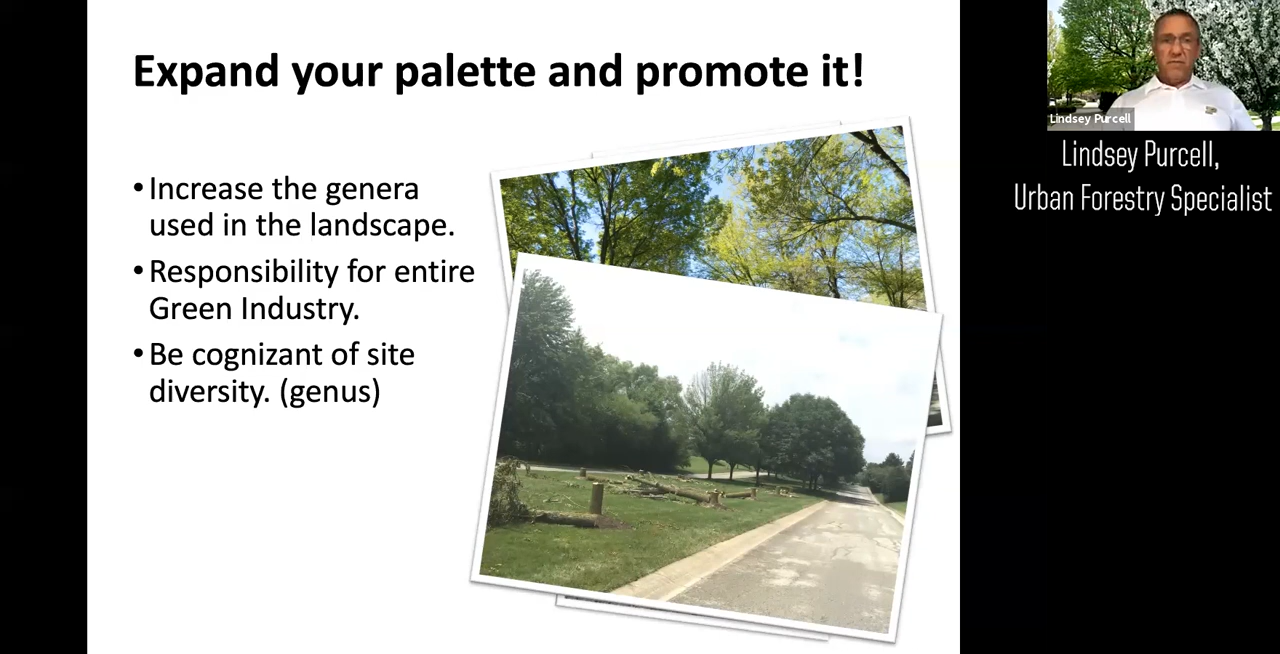 Expand your palette and promote it!
• Increase the genera
used in the landscape.
• Responsibility for entire
Green Industry.
• Be cognizant of site
diversity. (genus)
Lindsey Purcell
Lindsey Purcell,
Urban Forestry Specialist